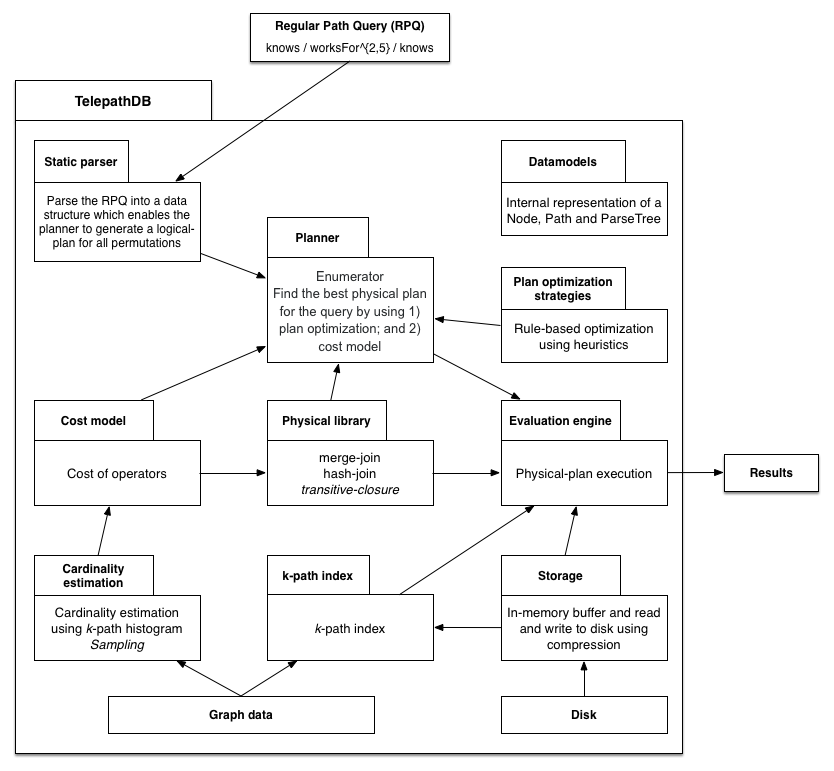 Regular Path Query (RPQ)
knows / worksFor^{2,5} / knows
TelepathDB
Static parser
Parse the RPQ into a data
structure which enables the
planner to generate a logical-
plan for all permutations
Datamodels
Internal representation of a
Node, Path and ParseTree
Planner
Enumerator
Find the best physical plan
for the query by using 1)
plan optimization; and 2)
cost model
Plan optimization
strategies
Rule-based optimization
using heuristics
Cost model
Cost of operators
Physical library
merge-join
hash-join
transitive-closure
Evaluation engine
Physical-plan execution
Results
Cardinality
estimation
Cardinality estimation
using k-path histogram
Sampling
k-path index
k-path index
Storage
In-memory buffer and read
and write to disk using
compression
Graph data
Disk